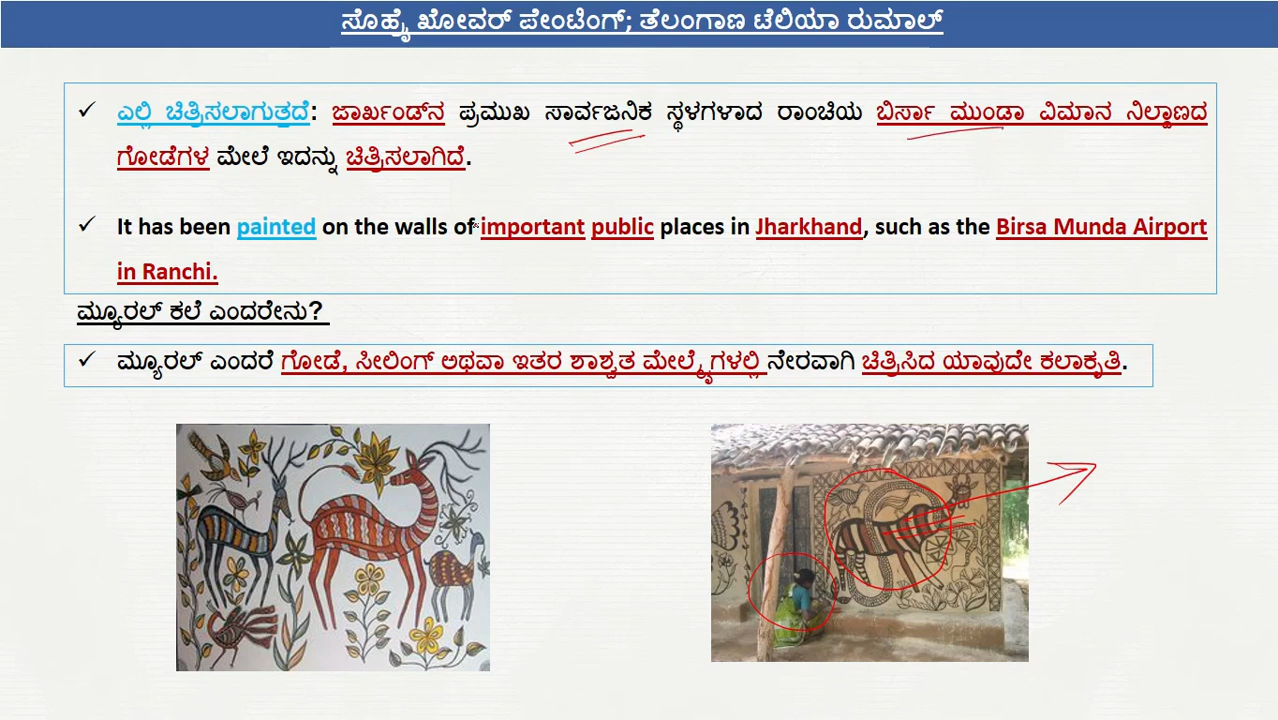 ಸೊಹ್ರೈ ಖೋವರ್ ಪೇಂಟಿಂಗ್; ತೆಲಂಗಾಣ ಟೆಲಿಯಾ ರುಮಾಲ್
✓ ಎಲ್ಲಿ ಚಿತ್ರಿಸಲಾಗುತ್ತದೆ: ಜಾರ್ಖಂಡ್‌ನ ಪ್ರಮುಖ ಸಾರ್ವಜನಿಕ ಸ್ಥಳಗಳಾದ ರಾಂಚಿಯ ಬಿರ್ಸಾ ಮುಂಡಾ ವಿಮಾನ ನಿಲ್ದಾಣದ
ಗೋಡೆಗಳ ಮೇಲೆ ಇದನ್ನು ಚಿತ್ರಿಸಲಾಗಿದೆ.
✓ It has been painted on the walls of important public places in Jharkhand, such as the Birsa Munda Airport
in Ranchi.
ಮ್ಯೂರಲ್ ಕಲೆ ಎಂದರೇನು?
✓ ಮ್ಯೂರಲ್ ಎಂದರೆ ಗೋಡೆ, ಸೀಲಿಂಗ್ ಅಥವಾ ಇತರ ಶಾಶ್ವತ ಮೇಲ್ಮೈಗಳಲ್ಲಿ ನೇರವಾಗಿ ಚಿತ್ರಿಸಿದ ಯಾವುದೇ ಕಲಾಕೃತಿ.